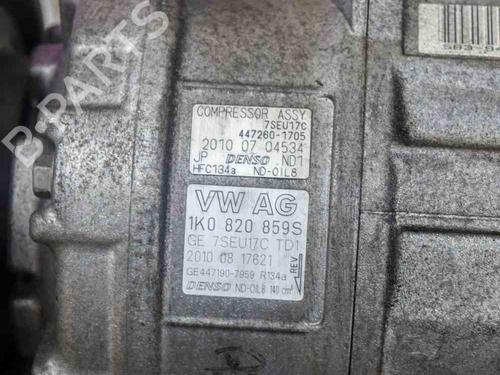 B-PARTS
COMPRESSOR ASSY
7SEU17C
447260-1705
2010 07 04534
JP DENSO ND1
HFC134a ND-OIL8
VW AG
1K0 820 859S
GE 7SEU17C TD1
2010 08 17621
GE447190-7959 R134a
DENSO ND-OIL8 140 cm³
REV